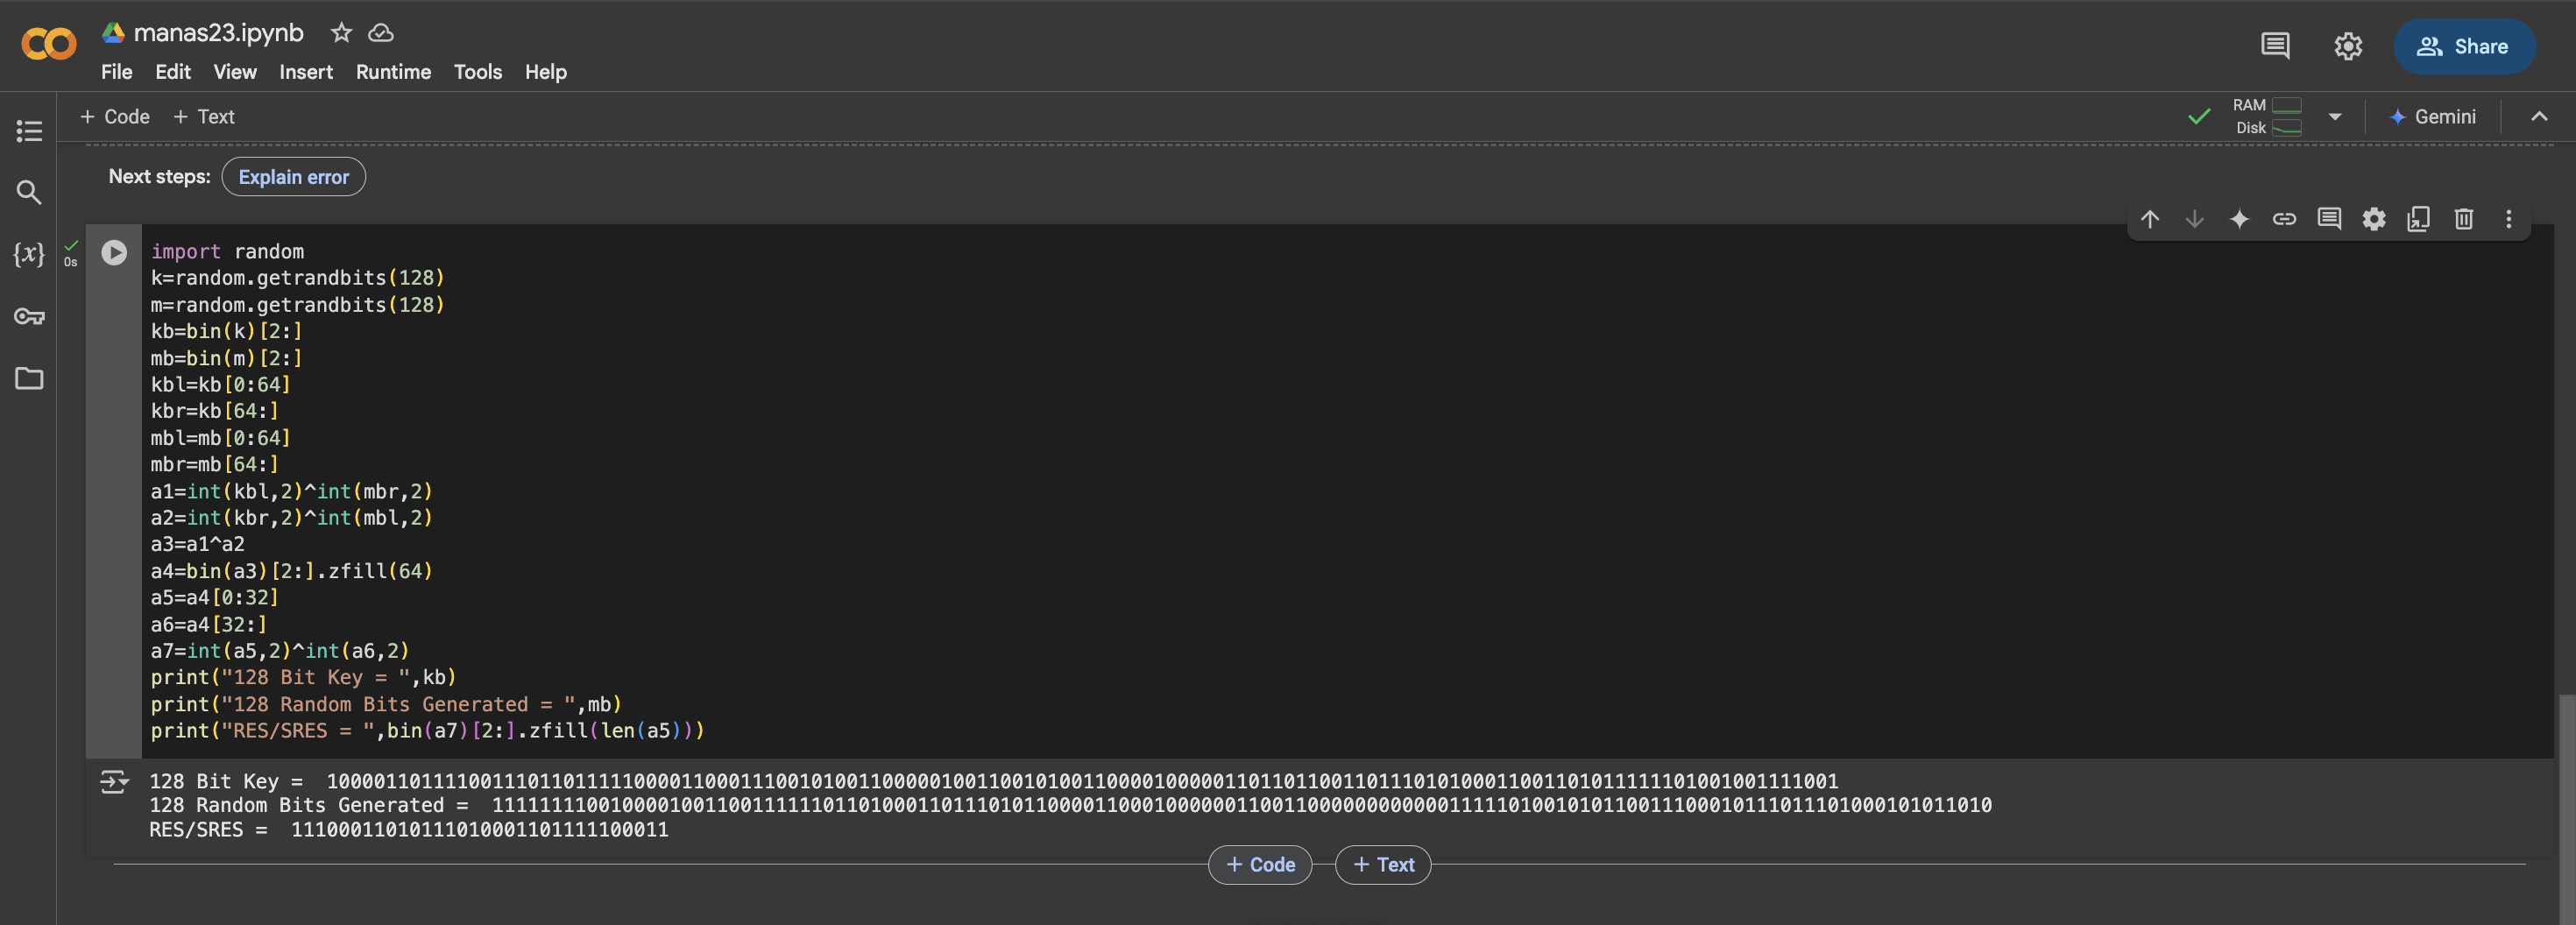 manas23.ipynb
File Edit View Insert Runtime Tools Help
Share
+ Code + Text
RAM
Disk
Gemini
Next steps: Explain error
{x}
0s
import random
k=random.getrandbits(128)
m=random.getrandbits(128)
kb=bin(k)[2:]
mb=bin(m)[2:]
kbl=kb[0:64]
kbr=kb[64:]
mbl=mb[0:64]
mbr=mb[64:]
a1=int(kbl,2)^int(mbr,2)
a2=int(kbr,2)^int(mbl,2)
a3=a1^a2
a4=bin(a3)[2:].zfill(64)
a5=a4[0:32]
a6=a4[32:]
a7=int(a5,2)^int(a6,2)
print("128 Bit Key = ",kb)
print("128 Random Bits Generated = ",mb)
print("RES/SRES = ",bin(a7)[2:].zfill(len(a5)))
128 Bit Key =  10000110111100111011011111000011000111001010011000001001100101001100001000001101101100110111010100011001101011111101001001111001
128 Random Bits Generated =  11111111001000010011001111110110100011011101011000011000100000011001100000000000011111010010101100111000101110111010001010110​10
RES/SRES =  11100011010111010001101111100011
+ Code + Text